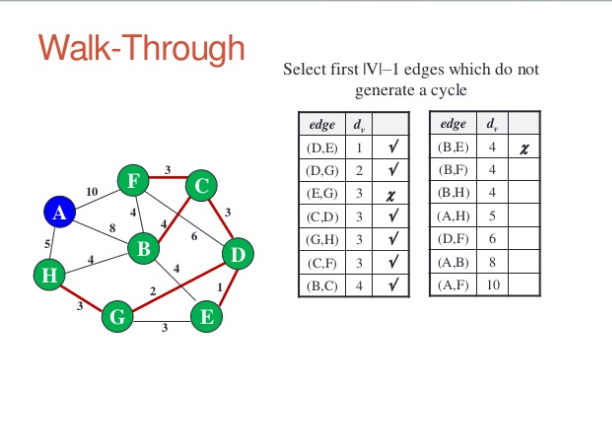 Walk-Through
Select first |V|–1 edges which do not
generate a cycle
edge dv
(D,E) 1 √
(D,G) 2 √
(E,G) 3 χ
(C,D) 3 √
(G,H) 3 √
(C,F) 3 √
(B,C) 4 √
edge dv
(B,E) 4 χ
(B,F) 4
(B,H) 4
(A,H) 5
(D,F) 6
(A,B) 8
(A,F) 10
3
F
C
10
A
4
3
8
4
6
5
B
D
4
4
H
2
1
3
G
E
3